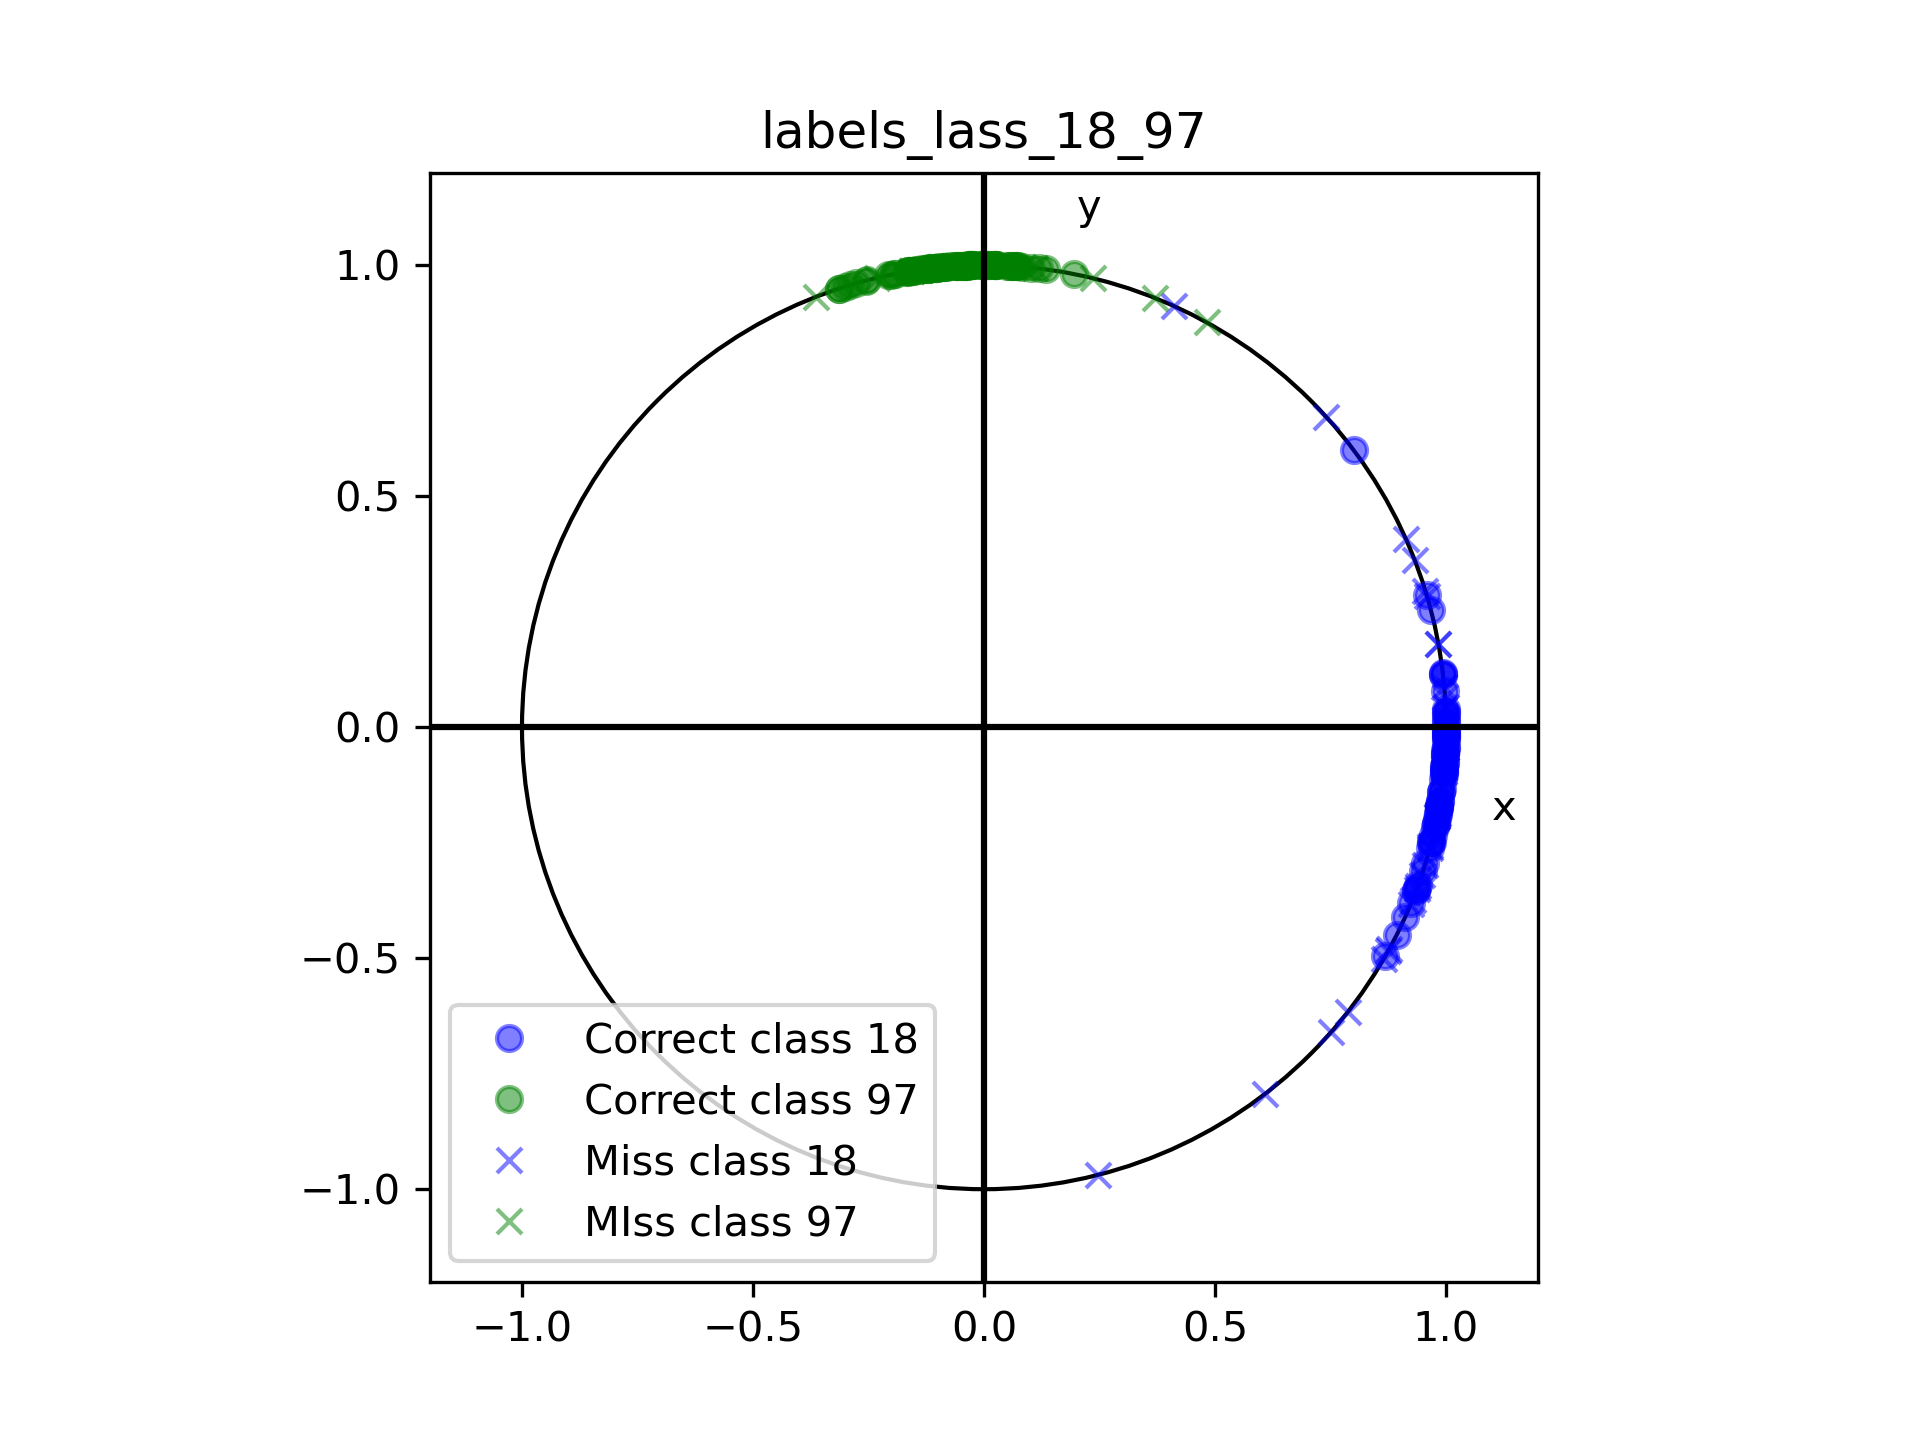 labels_lass_18_97
y
1.0
0.5
0.0
x
−0.5
−1.0
Correct class 18
Correct class 97
Miss class 18
MIss class 97
−1.0 −0.5 0.0 0.5 1.0